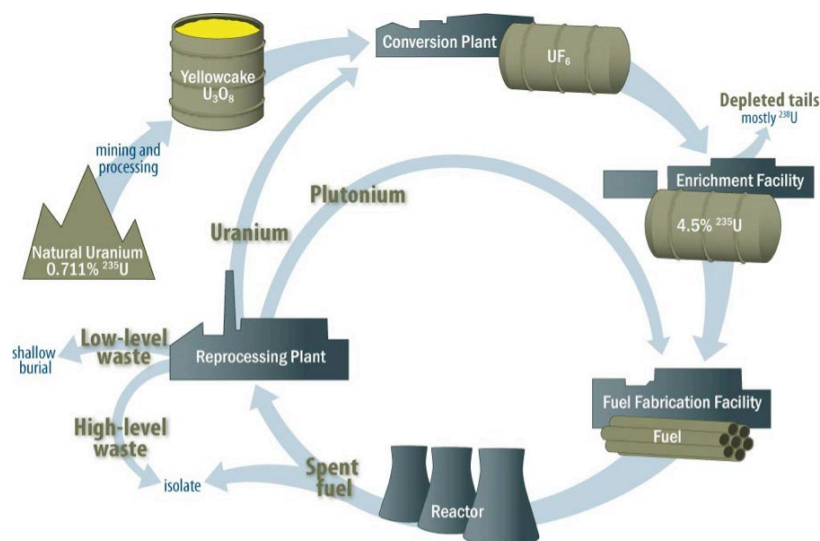 Yellowcake
U₃O₈
Conversion Plant
UF₆
Depleted tails
mostly ²³⁸U
mining and
processing
Enrichment Facility
Plutonium
4.5% ²³⁵U
Uranium
Natural Uranium
0.711% ²³⁵U
Low-level
waste
shallow
burial
Reprocessing Plant
Fuel Fabrication Facility
Fuel
High-level
waste
Spent
fuel
isolate
Reactor